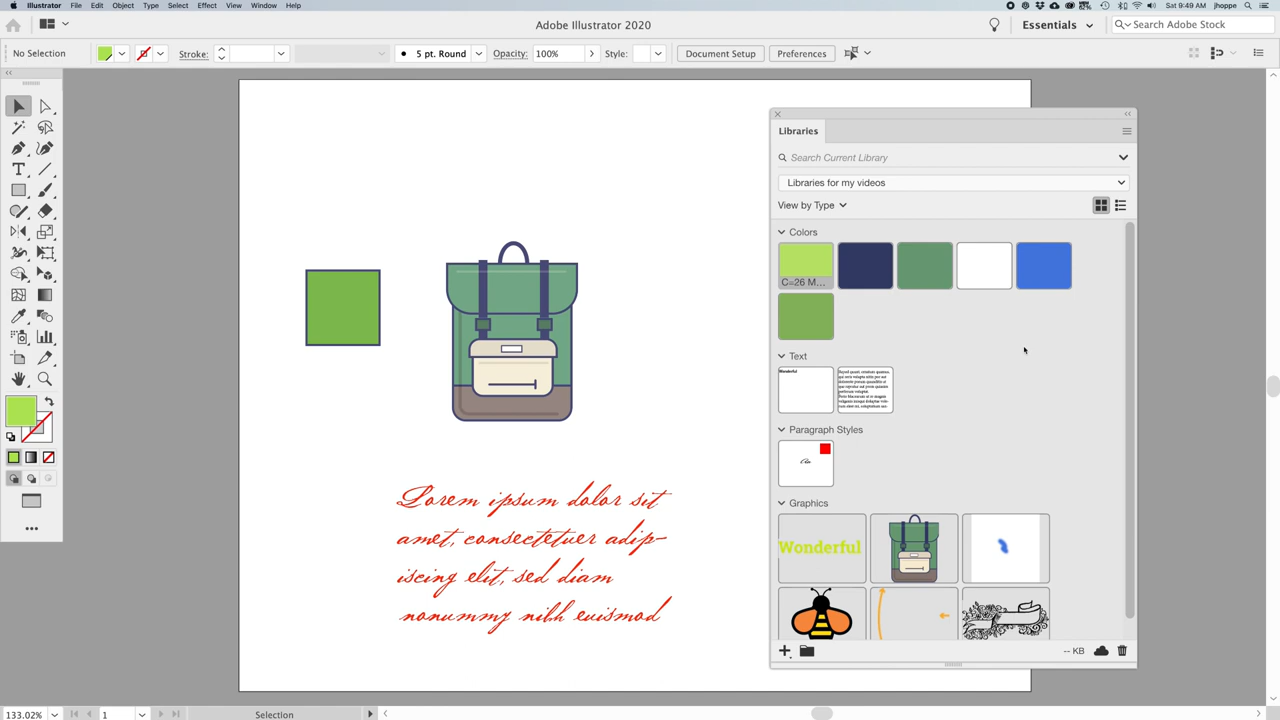 Illustrator File Edit Object Type Select Effect View Window Help Sat 9:49 AM jhoppe
Adobe Illustrator 2020 Essentials Search Adobe Stock
No Selection Stroke: 5 pt. Round Opacity: 100% Style: Document Setup Preferences
Libraries
Search Current Library
Libraries for my videos
View by Type
Colors
C=26 M...
Text
Wonderful
Paragraph Styles
Graphics
Wonderful
Lorem ipsum dolor sit
amet, consectetuer adip-
iscing elit, sed diam
nonummy nibh euismod
-- KB
133.02% 1 Selection